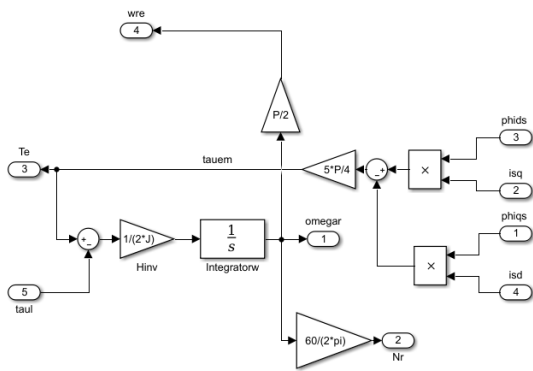 wre
4
P/2
phids
3
Te
3
tauem
5*P/4
-
+
×
isq
2
phiqs
1
+
-
1/(2*J)
Hinv
1
s
Integratorw
omegar
1
×
isd
4
5
taul
60/(2*pi)
2
Nr